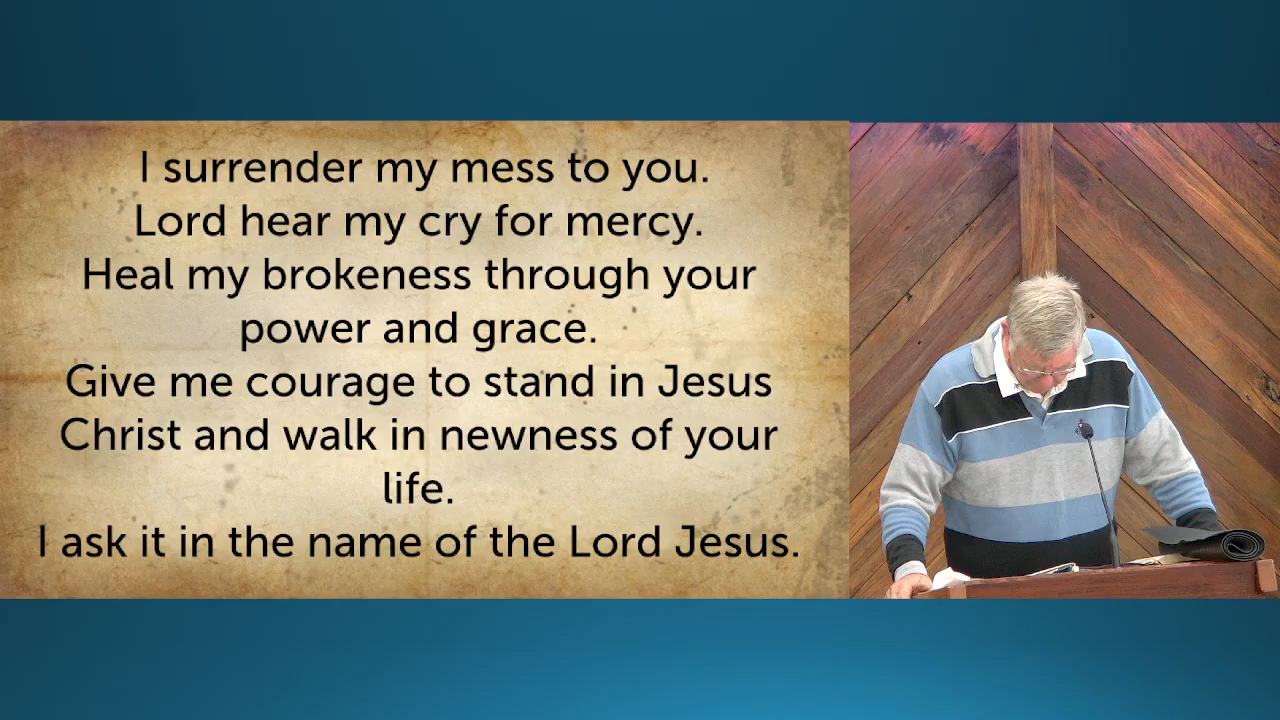 I surrender my mess to you.
Lord hear my cry for mercy.
Heal my brokeness through your
power and grace.
Give me courage to stand in Jesus
Christ and walk in newness of your
life.
I ask it in the name of the Lord Jesus.